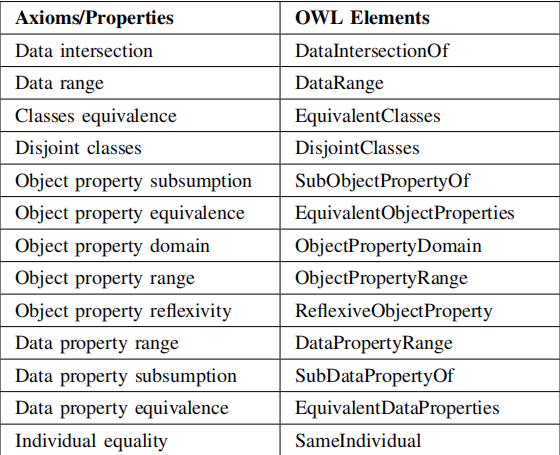 Axioms/Properties OWL Elements
Data intersection DataIntersectionOf
Data range DataRange
Classes equivalence EquivalentClasses
Disjoint classes DisjointClasses
Object property subsumption SubObjectPropertyOf
Object property equivalence EquivalentObjectProperties
Object property domain ObjectPropertyDomain
Object property range ObjectPropertyRange
Object property reflexivity ReflexiveObjectProperty
Data property range DataPropertyRange
Data property subsumption SubDataPropertyOf
Data property equivalence EquivalentDataProperties
Individual equality SameIndividual